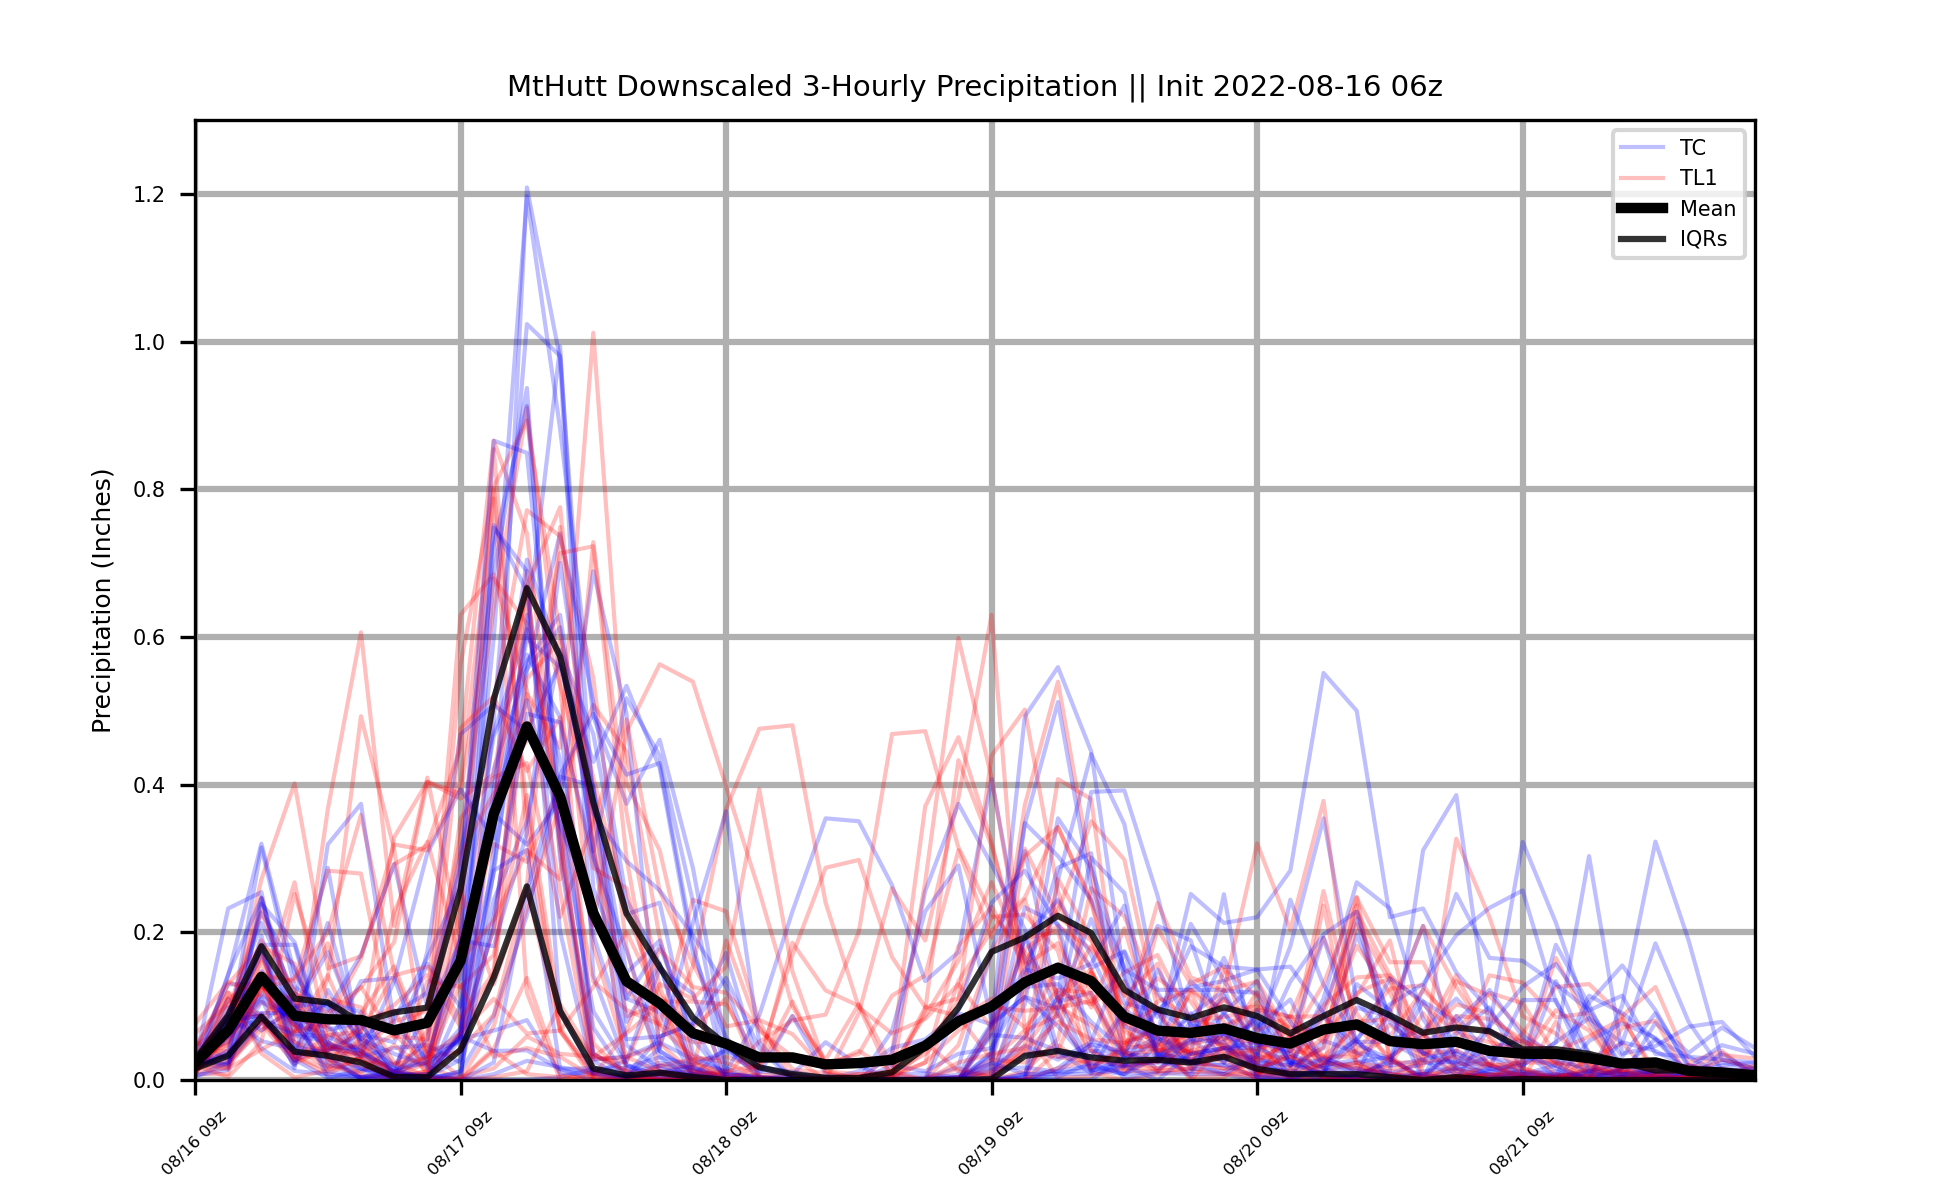 MtHutt Downscaled 3-Hourly Precipitation || Init 2022-08-16 06z
TC
TL1
Mean
IQRs
Precipitation (Inches)
1.2
1.0
0.8
0.6
0.4
0.2
0.0
08/16 09z
08/17 09z
08/18 09z
08/19 09z
08/20 09z
08/21 09z